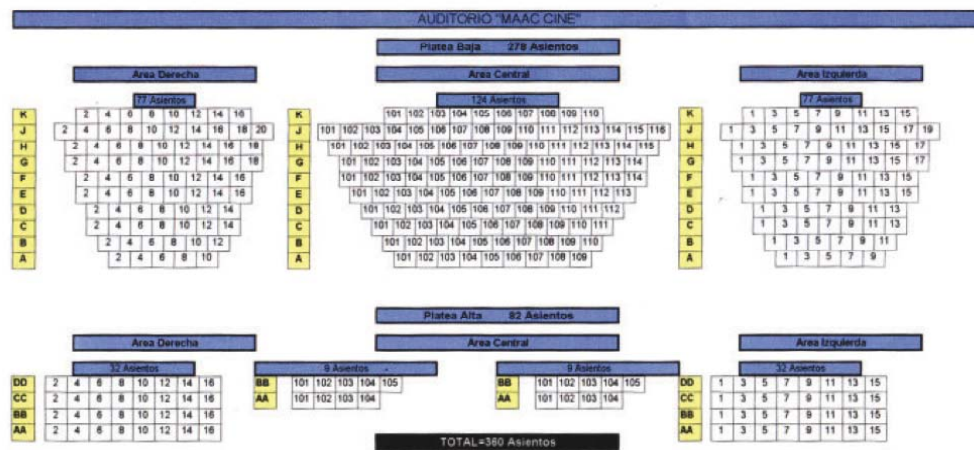 AUDITORIO "MAAC CINE"
Platea Baja 278 Asientos
Area Derecha Area Central Area Izquierda
77 Asientos 124 Asientos 77 Asientos
K 2 4 6 8 10 12 14 16 K 101 102 103 104 105 106 107 108 109 110 K 1 3 5 7 9 11 13 15
J 2 4 6 8 10 12 14 16 18 20 J 101 102 103 104 105 106 107 108 109 110 111 112 113 114 115 116 J 1 3 5 7 9 11 13 15 17 19
H 2 4 6 8 10 12 14 16 18 H 101 102 103 104 105 106 107 108 109 110 111 112 113 114 115 H 1 3 5 7 9 11 13 15 17
G 2 4 6 8 10 12 14 16 18 G 101 102 103 104 105 106 107 108 109 110 111 112 113 114 G 1 3 5 7 9 11 13 15 17
F 2 4 6 8 10 12 14 16 F 101 102 103 104 105 106 107 108 109 110 111 112 113 114 F 1 3 5 7 9 11 13 15
E 2 4 6 8 10 12 14 16 E 101 102 103 104 105 106 107 108 109 110 111 112 113 E 1 3 5 7 9 11 13 15
D 2 4 6 8 10 12 14 D 101 102 103 104 105 106 107 108 109 110 111 112 D 1 3 5 7 9 11 13
C 2 4 6 8 10 12 14 C 101 102 103 104 105 106 107 108 109 110 111 C 1 3 5 7 9 11 13
B 2 4 6 8 10 12 B 101 102 103 104 105 106 107 108 109 110 B 1 3 5 7 9 11
A 2 4 6 8 10 A 101 102 103 104 105 106 107 108 109 A 1 3 5 7 9
Platea Alta 82 Asientos
Area Derecha Area Central Area Izquierda
32 Asientos 9 Asientos 9 Asientos 32 Asientos
DD 2 4 6 8 10 12 14 16 BB 101 102 103 104 105 BB 101 102 103 104 105 DD 1 3 5 7 9 11 13 15
CC 2 4 6 8 10 12 14 16 AA 101 102 103 104 AA 101 102 103 104 CC 1 3 5 7 9 11 13 15
BB 2 4 6 8 10 12 14 16 BB 1 3 5 7 9 11 13 15
AA 2 4 6 8 10 12 14 16 AA 1 3 5 7 9 11 13 15
TOTAL=360 Asientos